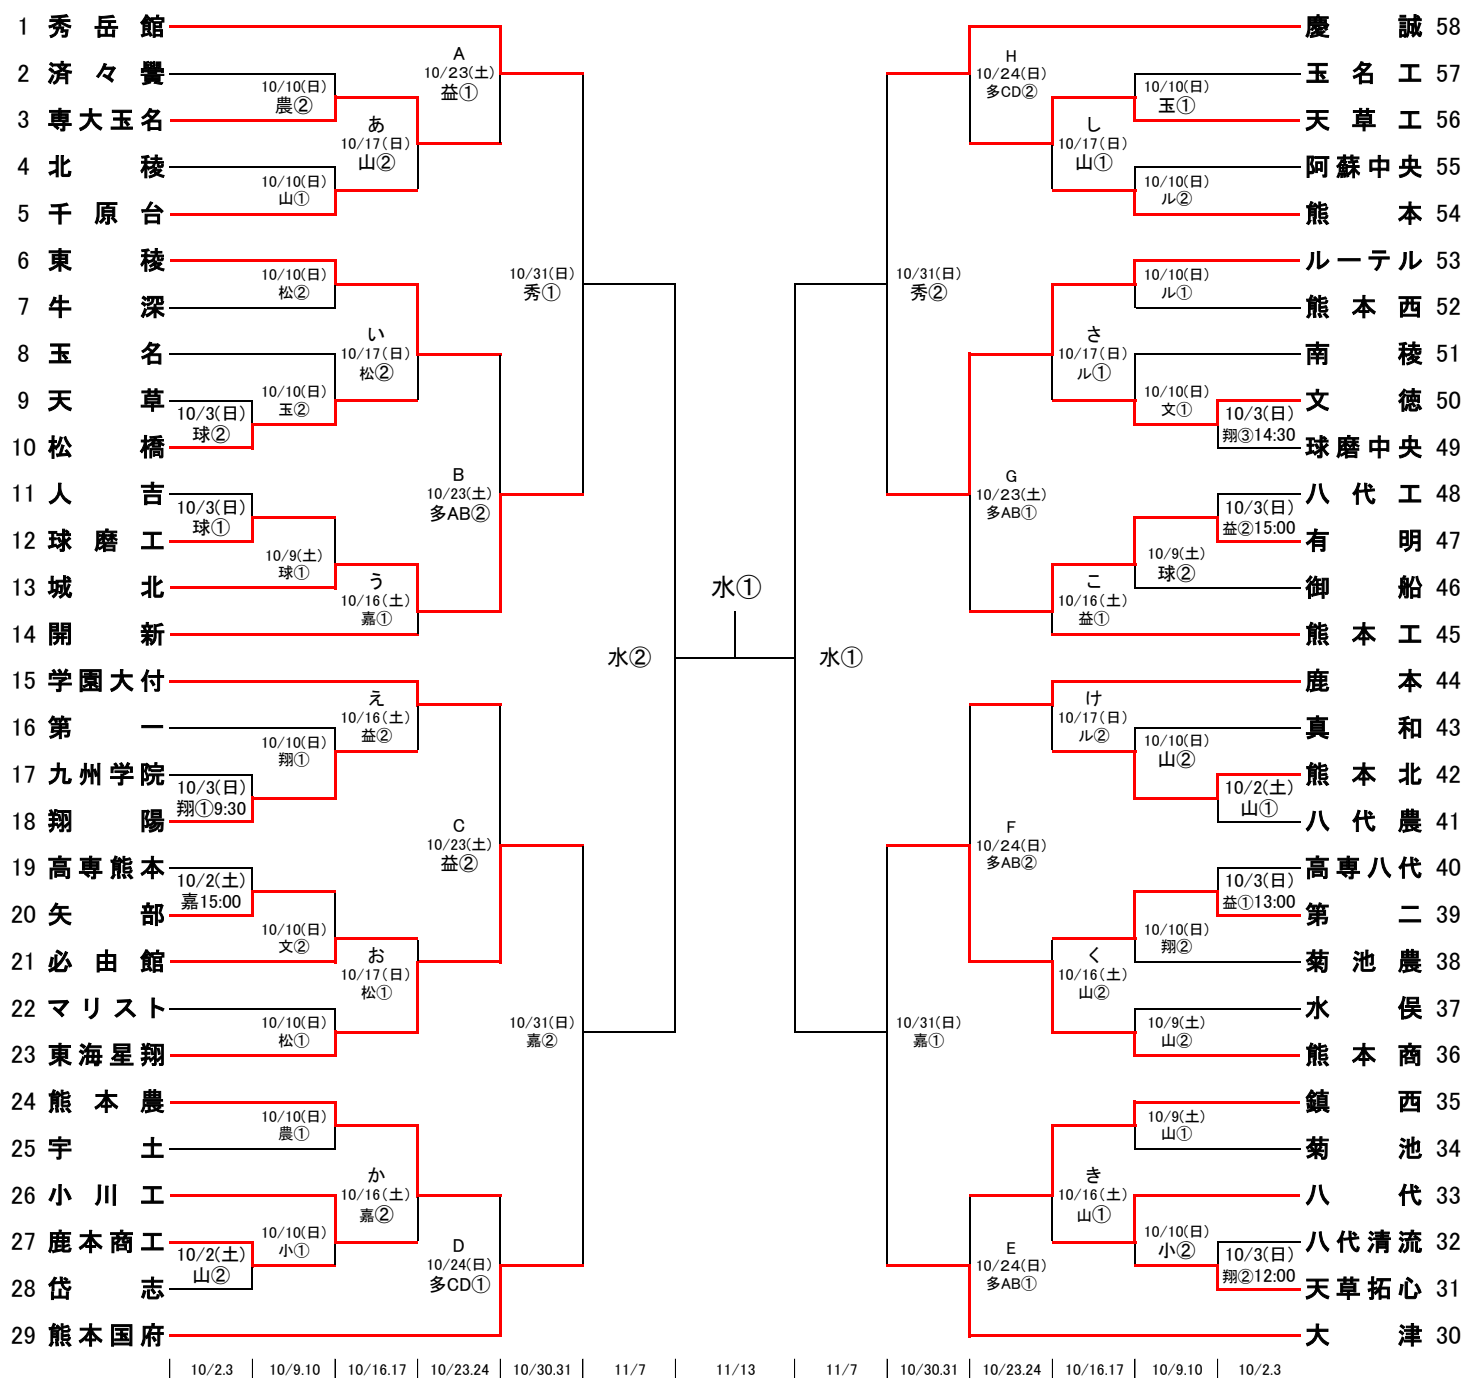 1 秀岳館
2 済々黌
3 専大玉名
4 北稜
5 千原台
6 東稜
7 牛深
8 玉名
9 天草
10 松橋
11 人吉
12 球磨工
13 城北
14 開新
15 学園大付
16 第一
17 九州学院
18 翔陽
19 高専熊本
20 矢部
21 必由館
22 マリスト
23 東海星翔
24 熊本農
25 宇土
26 小川工
27 鹿本商工
28 岱志
29 熊本国府
10/3(日)
球②
10/3(日)
球①
10/3(日)
翔①9:30
10/2(土)
嘉15:00
10/2(土)
山②
10/10(日)
農②
10/10(日)
山①
10/10(日)
松②
10/10(日)
玉②
10/9(土)
球①
10/10(日)
翔①
10/10(日)
文②
10/10(日)
松①
10/10(日)
農①
10/10(日)
小①
あ
10/17(日)
山②
い
10/17(日)
松②
う
10/16(土)
嘉①
え
10/16(土)
益②
お
10/17(日)
松①
か
10/16(土)
嘉②
A
10/23(土)
益①
B
10/23(土)
多AB②
C
10/23(土)
益②
D
10/24(日)
多CD①
10/31(日)
秀①
10/31(日)
嘉②
水②
水①
水①
10/31(日)
秀②
10/31(日)
嘉①
H
10/24(日)
多CD②
G
10/23(土)
多AB①
F
10/24(日)
多AB②
E
10/24(日)
多AB①
し
10/17(日)
山①
さ
10/17(日)
ル①
こ
10/16(土)
益①
け
10/17(日)
ル②
く
10/16(土)
山②
き
10/16(土)
山①
10/10(日)
玉①
10/10(日)
ル②
10/10(日)
ル①
10/10(日)
文①
10/9(土)
球②
10/10(日)
山②
10/10(日)
翔②
10/9(土)
山②
10/9(土)
山①
10/10(日)
小②
10/3(日)
翔③14:30
10/3(日)
益②15:00
10/2(土)
山①
10/3(日)
益①13:00
10/3(日)
翔②12:00
慶誠 58
玉名工 57
天草工 56
阿蘇中央 55
熊本 54
ルーテル 53
熊本西 52
南稜 51
文徳 50
球磨中央 49
八代工 48
有明 47
御船 46
熊本工 45
鹿本 44
真和 43
熊本北 42
八代農 41
高専八代 40
第二 39
菊池農 38
水俣 37
熊本商 36
鎮西 35
菊池 34
八代 33
八代清流 32
天草拓心 31
大津 30
10/2.3 10/9.10 10/16.17 10/23.24 10/30.31 11/7 11/13 11/7 10/30.31 10/23.24 10/16.17 10/9.10 10/2.3